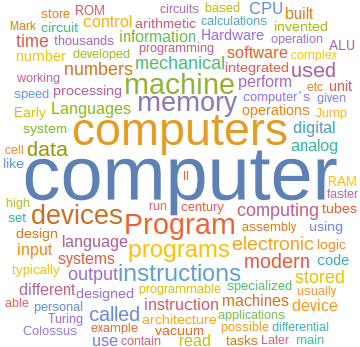 store ROM circuits based CPU built
Mark circuit control arithmetic calculations invented
time thousands information Hardware operation ALU
number developed programming software complex
working numbers mechanical integrated used
speed processing machine perform etc unit
Early Languages memory computer's given
system operations Jump
cell data computers digital
like analog
computer RAM
high ll faster
set devices run century computing tubes
design Program assembly using
input language programs electronic logic
systems modern code
typically output instructions stored
different designed programmable specialized usually
able personal called instruction machines device
Turing architecture applications
Colossus example vacuum possible differential
use contain read tasks Later main